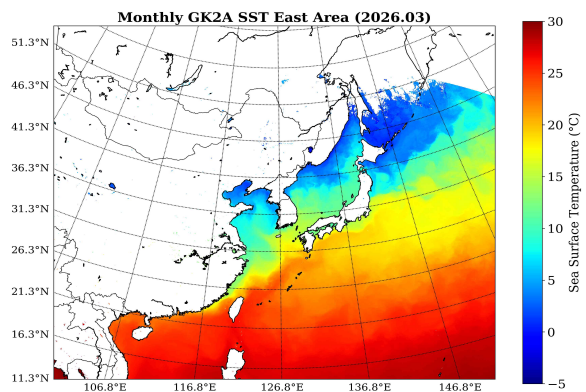 Monthly GK2A SST East Area (2026.03)
51.3°N
46.3°N
41.3°N
36.3°N
31.3°N
26.3°N
21.3°N
16.3°N
11.3°N
106.8°E 116.8°E 126.8°E 136.8°E 146.8°E
30
25
20
15
10
5
0
−5
Sea Surface Temperature (°C)